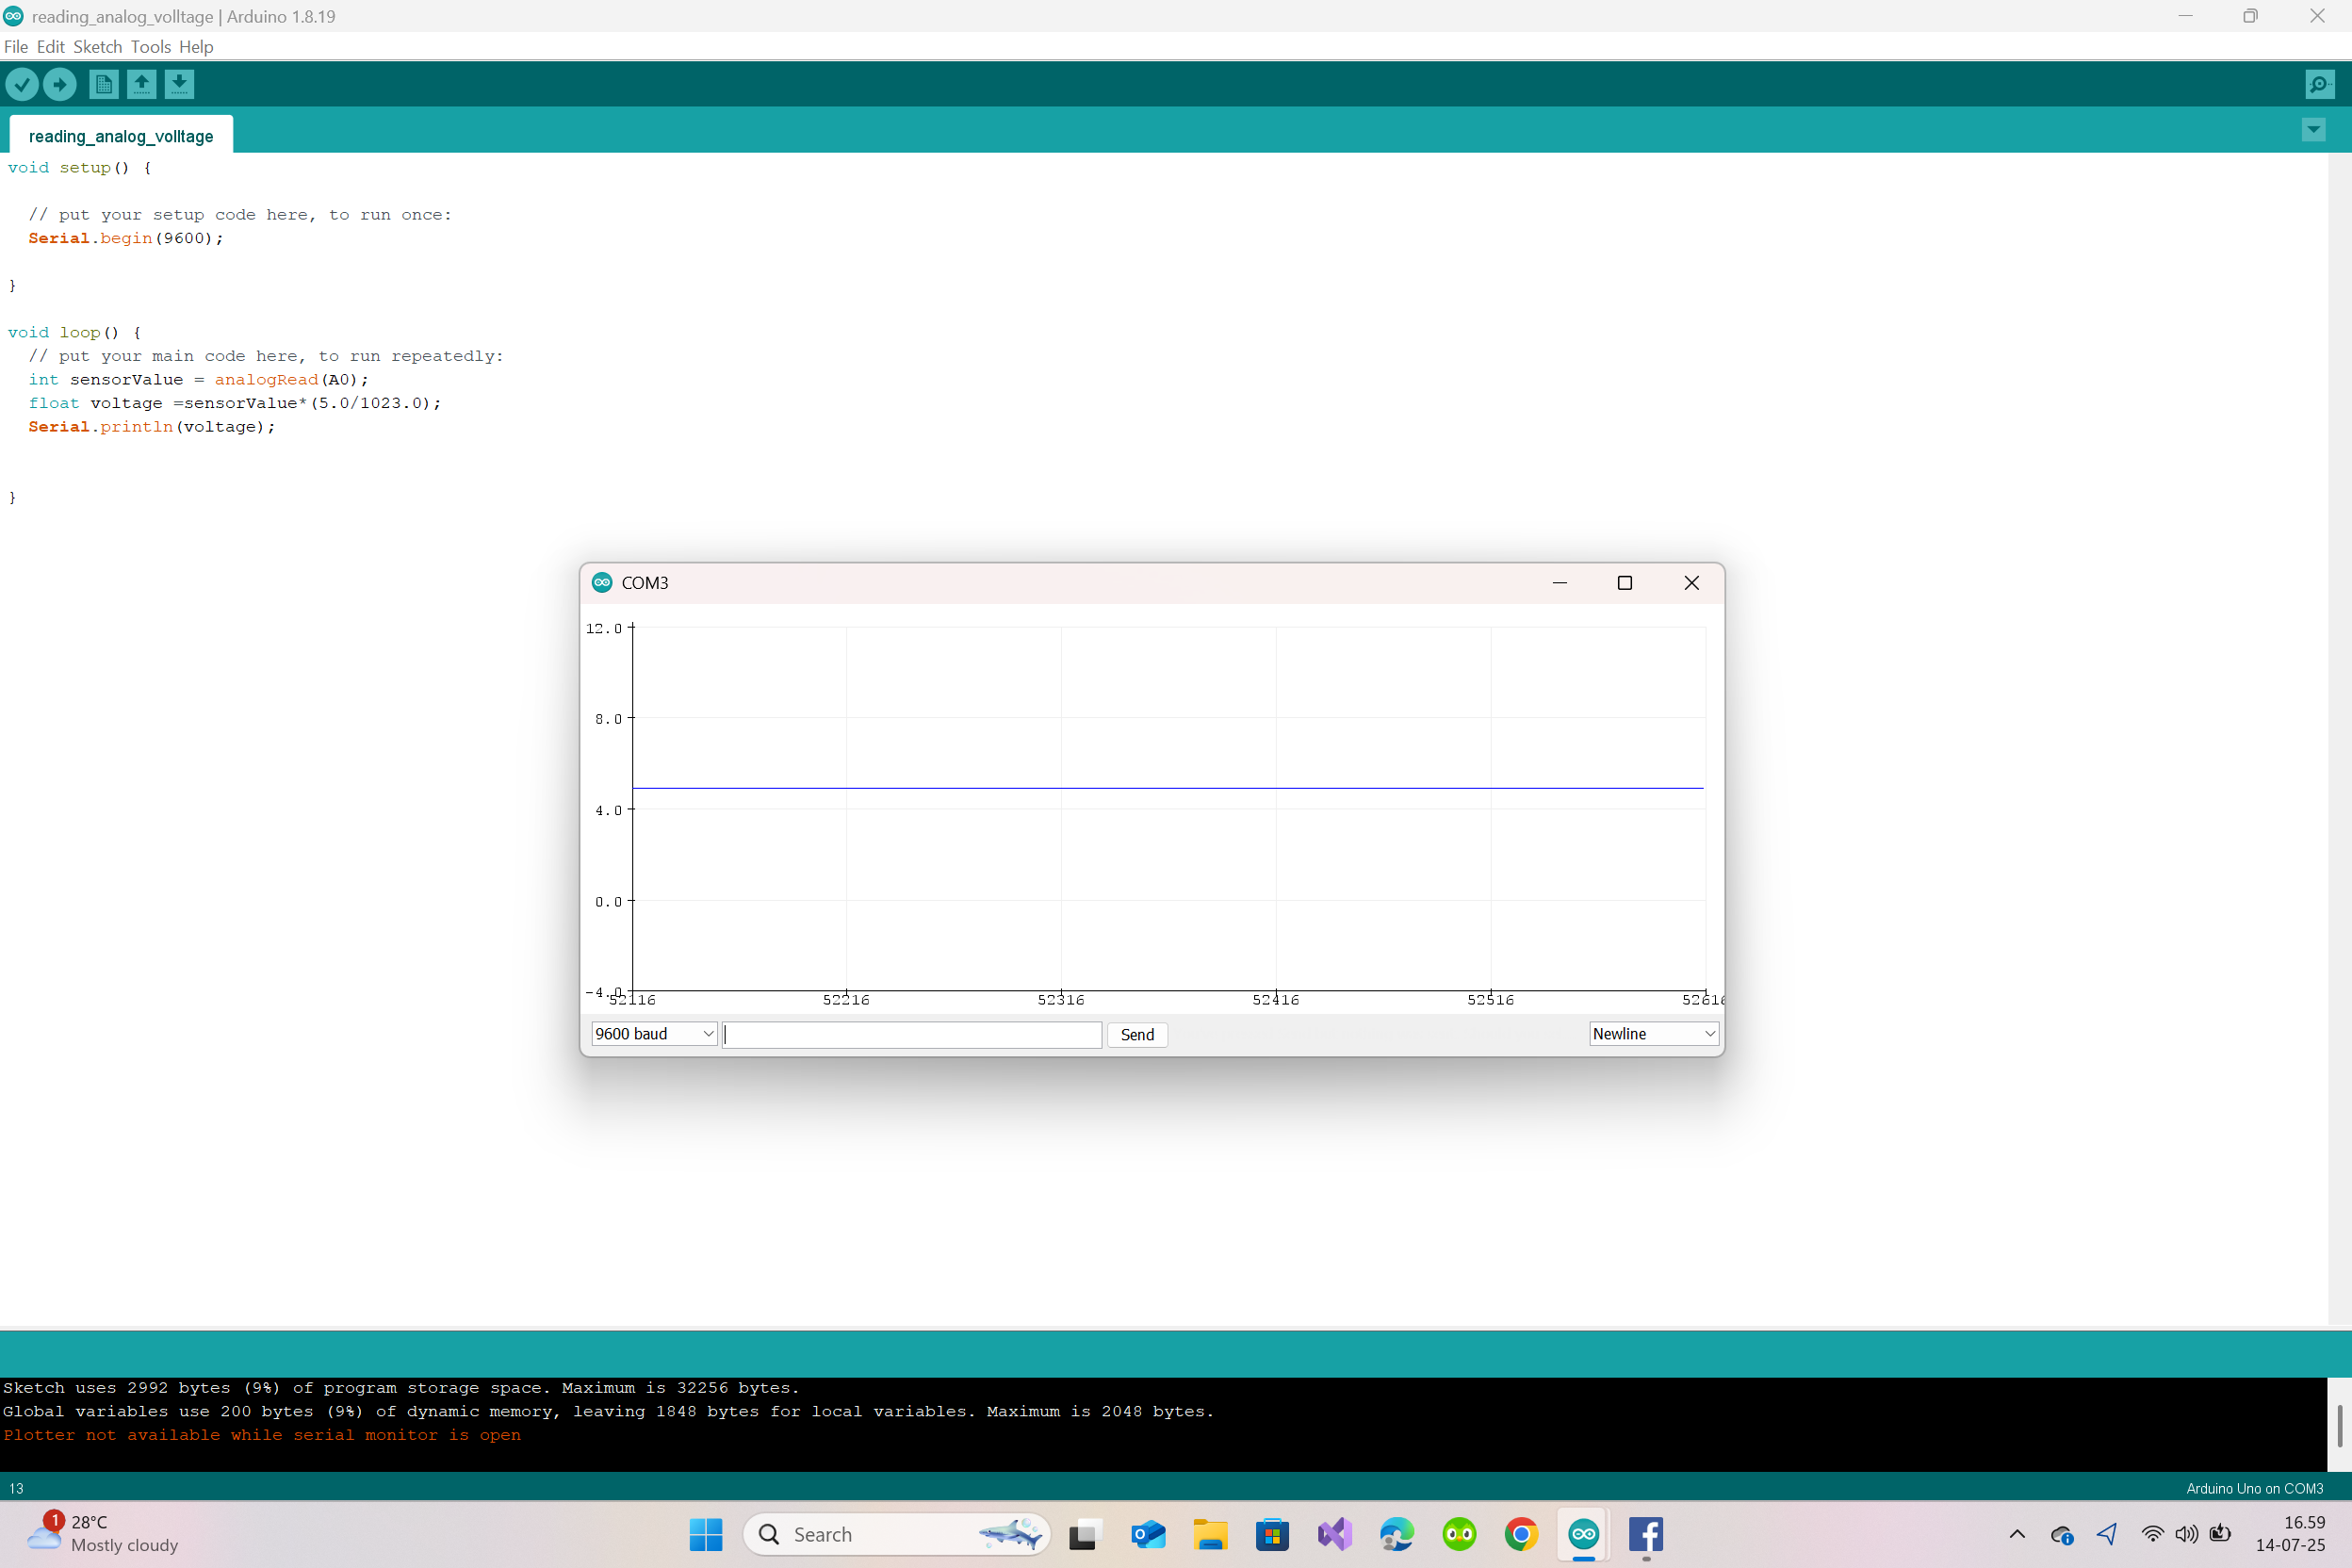 reading_analog_volltage | Arduino 1.8.19
File Edit Sketch Tools Help
reading_analog_volltage
void setup() {
// put your setup code here, to run once:
Serial.begin(9600);
}
void loop() {
// put your main code here, to run repeatedly:
int sensorValue = analogRead(A0);
float voltage =sensorValue*(5.0/1023.0);
Serial.println(voltage);
}
COM3
12.0
8.0
4.0
0.0
-4.0
52116 52216 52316 52416 52516 52616
9600 baud Send Newline
Sketch uses 2992 bytes (9%) of program storage space. Maximum is 32256 bytes.
Global variables use 200 bytes (9%) of dynamic memory, leaving 1848 bytes for local variables. Maximum is 2048 bytes.
Plotter not available while serial monitor is open
13 Arduino Uno on COM3
1 28°C
Mostly cloudy
Search
16.59
14-07-25